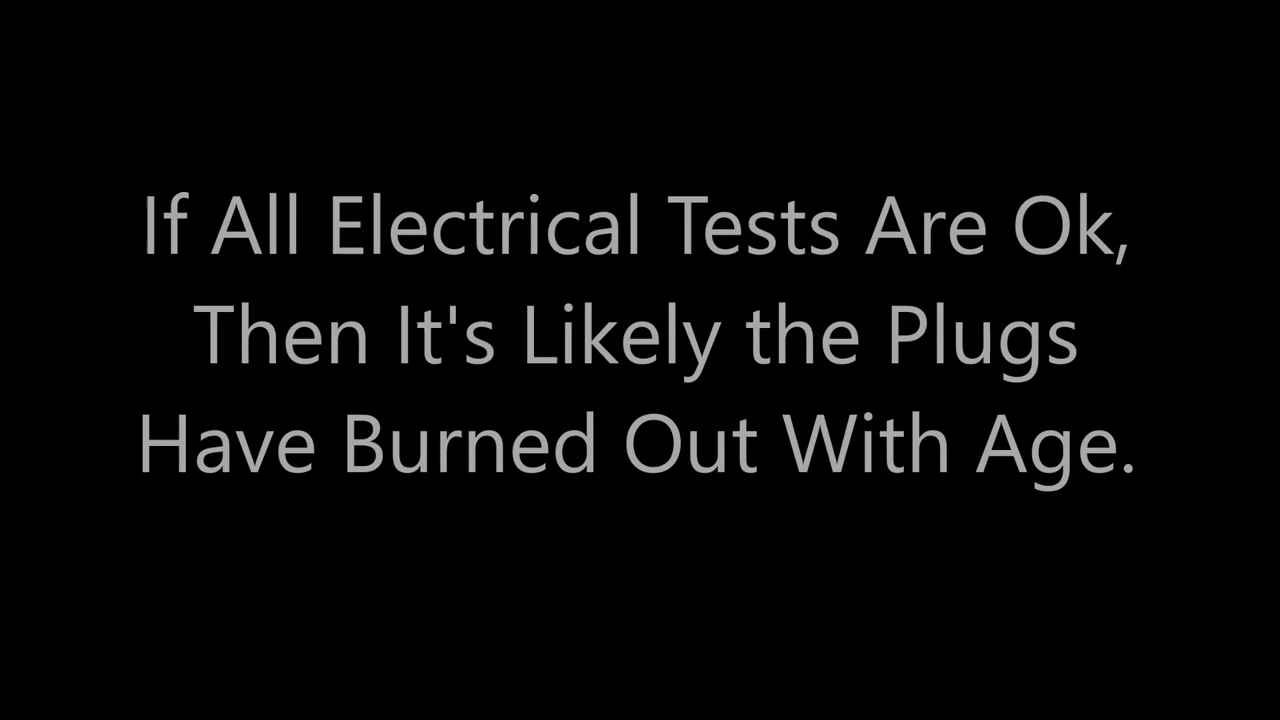 If All Electrical Tests Are Ok,
Then It's Likely the Plugs
Have Burned Out With Age.